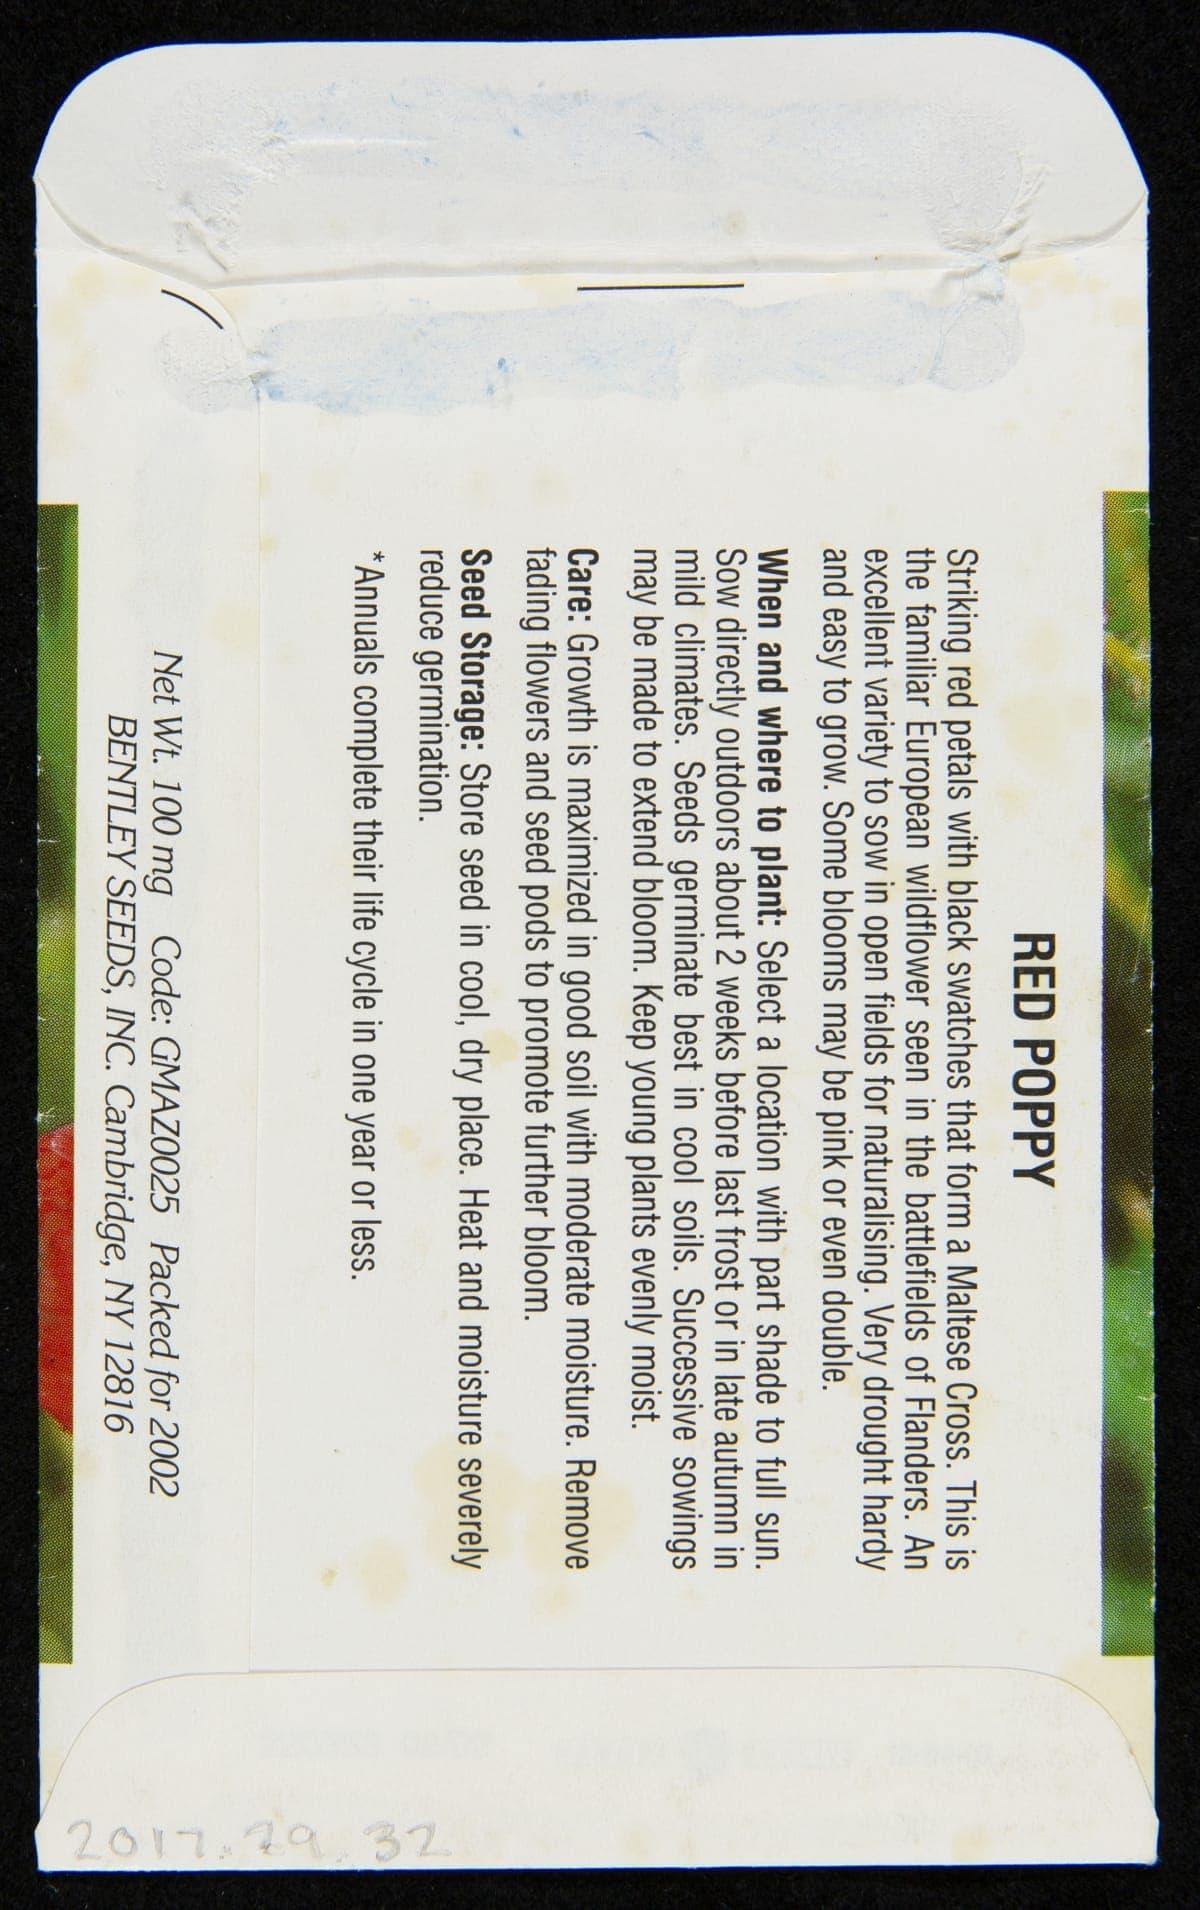 RED POPPY
Striking red petals with black swatches that form a Maltese Cross. This is
the familiar European wildflower seen in the battlefields of Flanders. An
excellent variety to sow in open fields for naturalising. Very drought hardy
and easy to grow. Some blooms may be pink or even double.
When and where to plant: Select a location with part shade to full sun.
Sow directly outdoors about 2 weeks before last frost or in late autumn in
mild climates. Seeds germinate best in cool soils. Successive sowings
may be made to extend bloom. Keep young plants evenly moist.
Care: Growth is maximized in good soil with moderate moisture. Remove
fading flowers and seed pods to promote further bloom.
Seed Storage: Store seed in cool, dry place. Heat and moisture severely
reduce germination.
*Annuals complete their life cycle in one year or less.
Net Wt. 100 mg Code: GMAZ0025 Packed for 2002
BENTLEY SEEDS, INC. Cambridge, NY 12816
2017.29.32